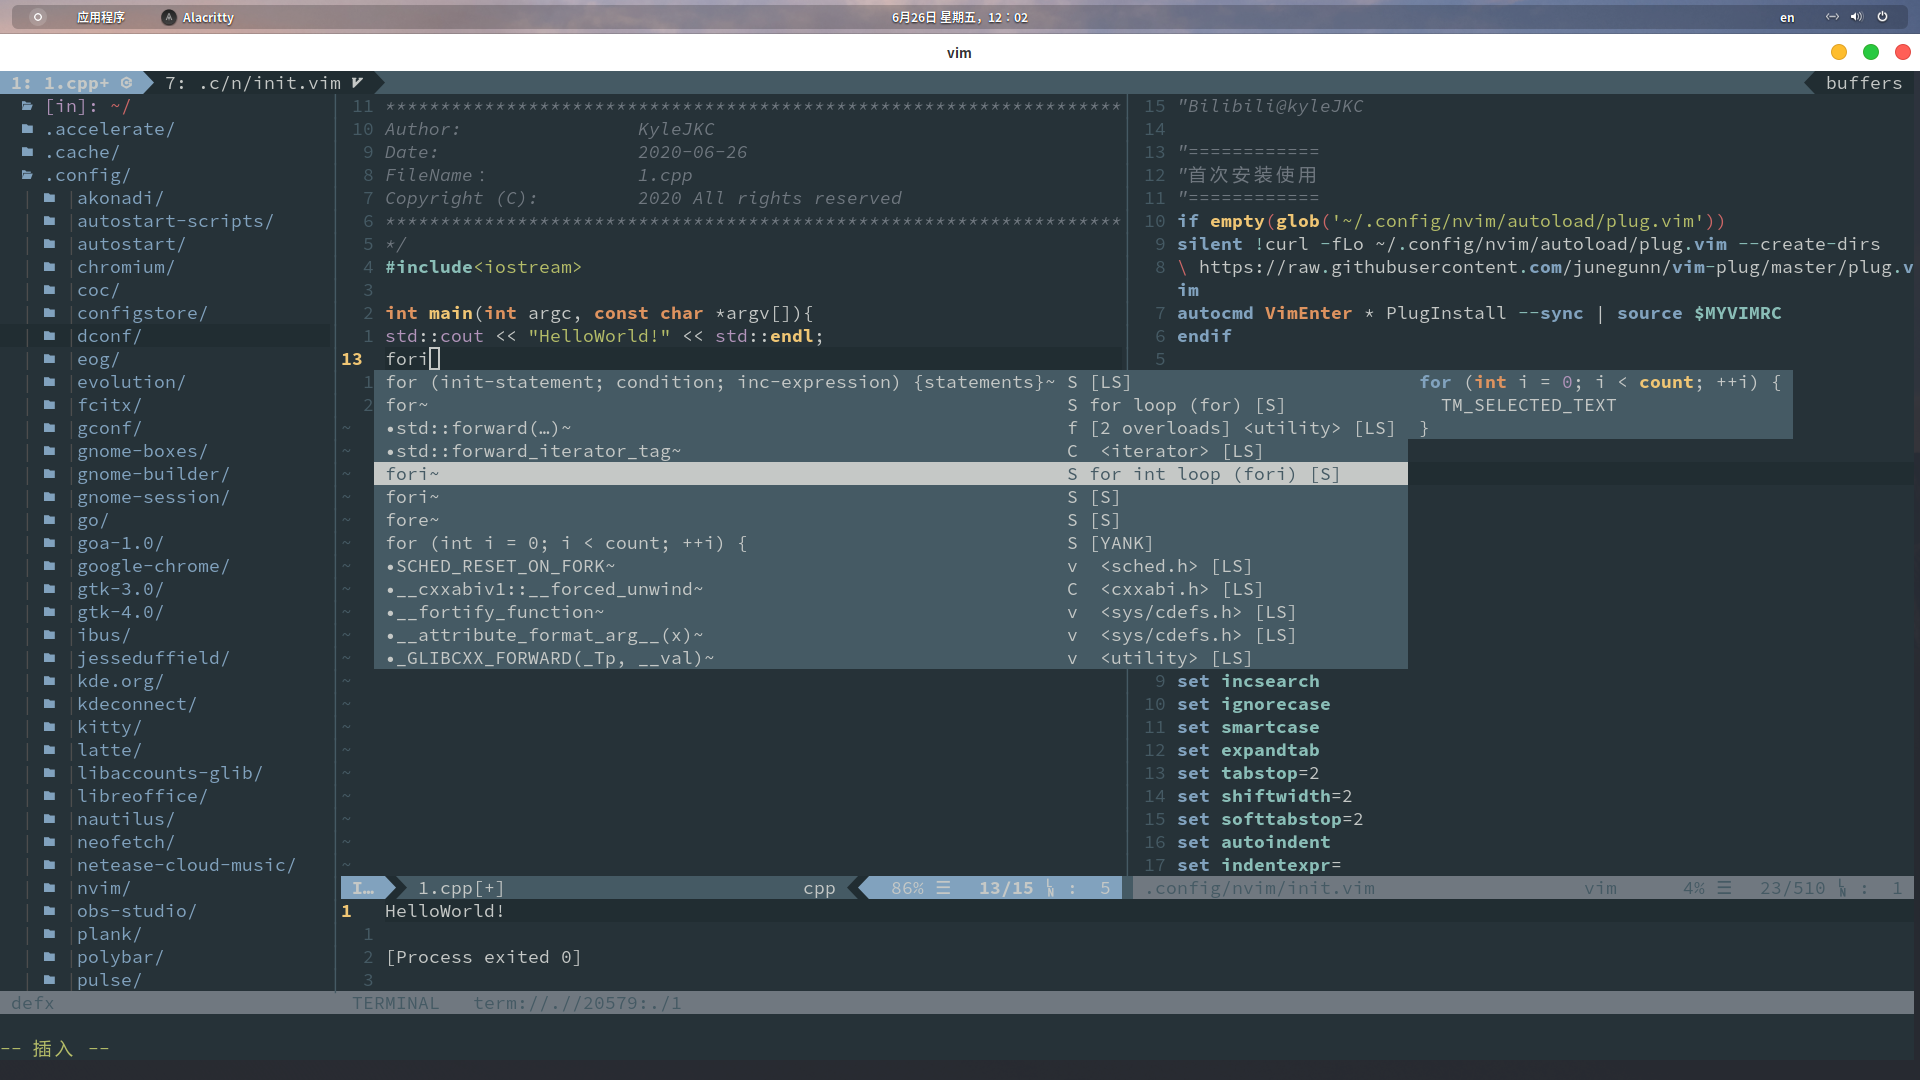 应用程序 Alacritty 6月26日 星期五, 12：02 en
vim
1: 1.cpp+ 7: .c/n/init.vim buffers
[in]: ~/
.accelerate/
.cache/
.config/
akonadi/
autostart-scripts/
autostart/
chromium/
coc/
configstore/
dconf/
eog/
evolution/
fcitx/
gconf/
gnome-boxes/
gnome-builder/
gnome-session/
go/
goa-1.0/
google-chrome/
gtk-3.0/
gtk-4.0/
ibus/
jesseduffield/
kde.org/
kdeconnect/
kitty/
latte/
libaccounts-glib/
libreoffice/
nautilus/
neofetch/
netease-cloud-music/
nvim/
obs-studio/
plank/
polybar/
pulse/
defx
11 *******************************************************************
10 Author: KyleJKC
9 Date: 2020-06-26
8 FileName： 1.cpp
7 Copyright (C): 2020 All rights reserved
6 *******************************************************************
5 */
4 #include<iostream>
3
2 int main(int argc, const char *argv[]){
1 std::cout << "HelloWorld!" << std::endl;
13 fori
1 for (init-statement; condition; inc-expression) {statements}~ S [LS]
2 for~ S for loop (for) [S]
~ •std::forward(…)~ f [2 overloads] <utility> [LS]
~ •std::forward_iterator_tag~ C <iterator> [LS]
~ fori~ S for int loop (fori) [S]
~ fori~ S [S]
~ fore~ S [S]
~ for (int i = 0; i < count; ++i) { S [YANK]
~ •SCHED_RESET_ON_FORK~ v <sched.h> [LS]
~ •__cxxabiv1::__forced_unwind~ C <cxxabi.h> [LS]
~ •__fortify_function~ v <sys/cdefs.h> [LS]
~ •__attribute_format_arg__(x)~ v <sys/cdefs.h> [LS]
~ •_GLIBCXX_FORWARD(_Tp, __val)~ v <utility> [LS]
~
~
~
~
~
~
~
~
~
for (int i = 0; i < count; ++i) {
TM_SELECTED_TEXT
}
I… 1.cpp[+] cpp 86% ☰ 13/15 : 5
15 "Bilibili@kyleJKC
14
13 "============
12 "首次安装使用
11 "============
10 if empty(glob('~/.config/nvim/autoload/plug.vim'))
9 silent !curl -fLo ~/.config/nvim/autoload/plug.vim --create-dirs
8 \ https://raw.githubusercontent.com/junegunn/vim-plug/master/plug.v
im
7 autocmd VimEnter * PlugInstall --sync | source $MYVIMRC
6 endif
5
9 set incsearch
10 set ignorecase
11 set smartcase
12 set expandtab
13 set tabstop=2
14 set shiftwidth=2
15 set softtabstop=2
16 set autoindent
17 set indentexpr=
.config/nvim/init.vim vim 4% ☰ 23/510 : 1
1 HelloWorld!
1
2 [Process exited 0]
3
TERMINAL term://.//20579:./1
-- 插入 --